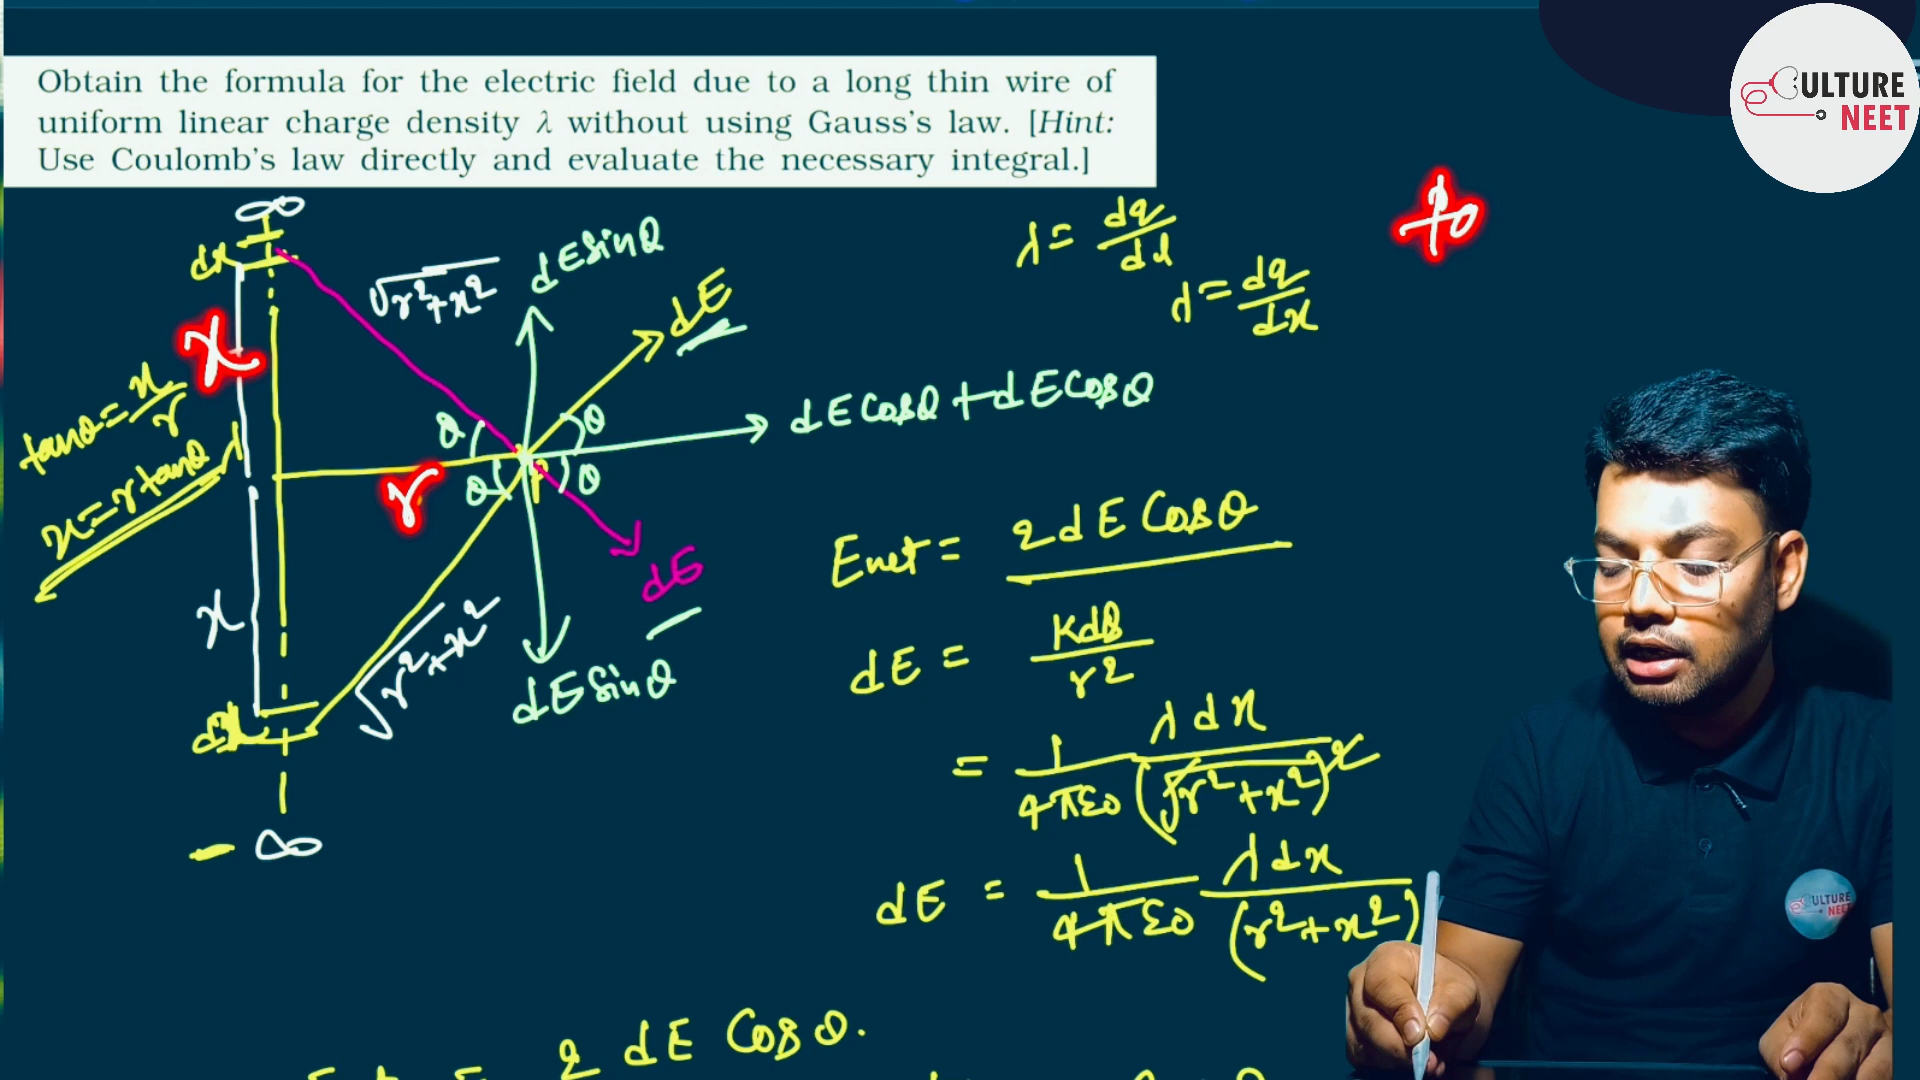 Obtain the formula for the electric field due to a long thin wire of
uniform linear charge density λ without using Gauss's law. [Hint:
Use Coulomb's law directly and evaluate the necessary integral.]
CULTURE
NEET
∞
dx
x
√r²+x²
dE sinθ
dE
λ = dq/dl
λ = dq/dx
tanθ = x/r
x = r tanθ
θ
θ
dE cosθ + dE cosθ
r
θ
P
θ
dE
x
√r²+x²
dE sinθ
dx
- ∞
Enet = 2dE Cosθ
dE = Kdq/r²
= 1/4πε0 λdx/(√r²+x²)²
dE = 1/4πε0 λdx/(r²+x²)
2 dE Cosθ.
CULTURE
NEET